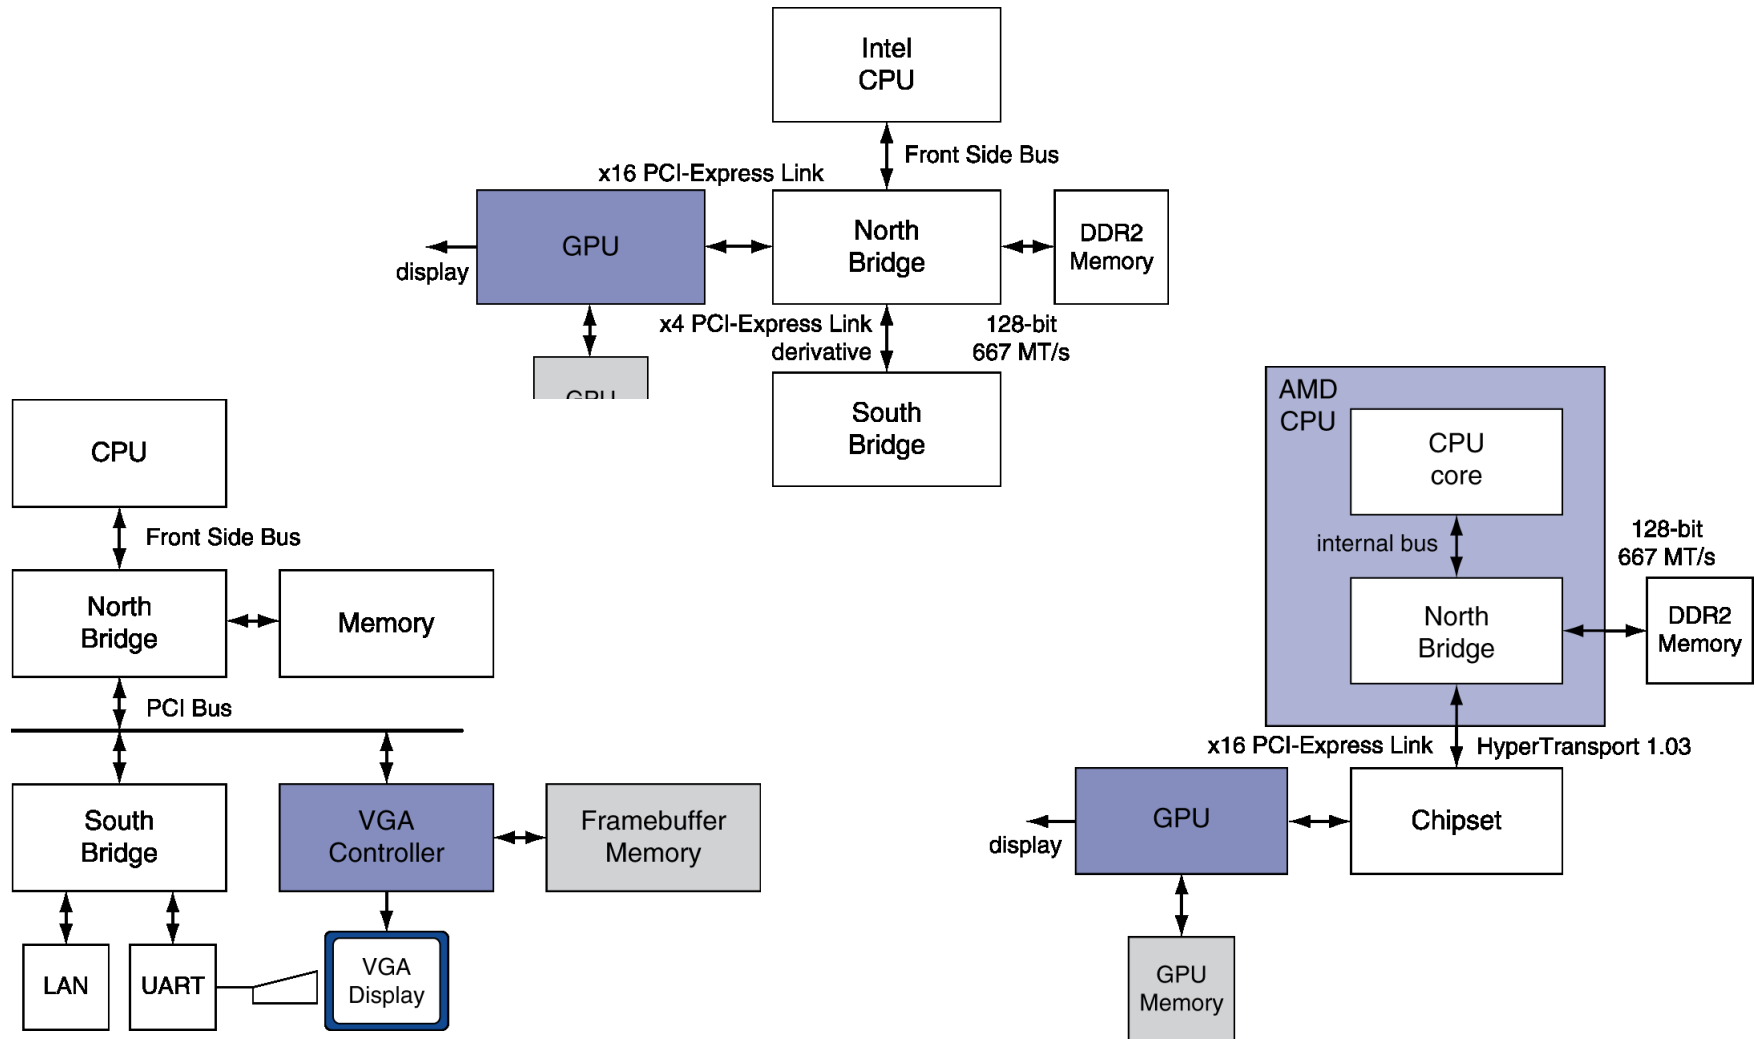 Intel
CPU
Front Side Bus
x16 PCI-Express Link
GPU
North
Bridge
DDR2
Memory
display
x4 PCI-Express Link
derivative
128-bit
667 MT/s
GPU
South
Bridge
CPU
Front Side Bus
North
Bridge
Memory
PCI Bus
South
Bridge
VGA
Controller
Framebuffer
Memory
LAN
UART
VGA
Display
AMD
CPU
CPU
core
internal bus
128-bit
667 MT/s
North
Bridge
DDR2
Memory
x16 PCI-Express Link
HyperTransport 1.03
GPU
Chipset
display
GPU
Memory